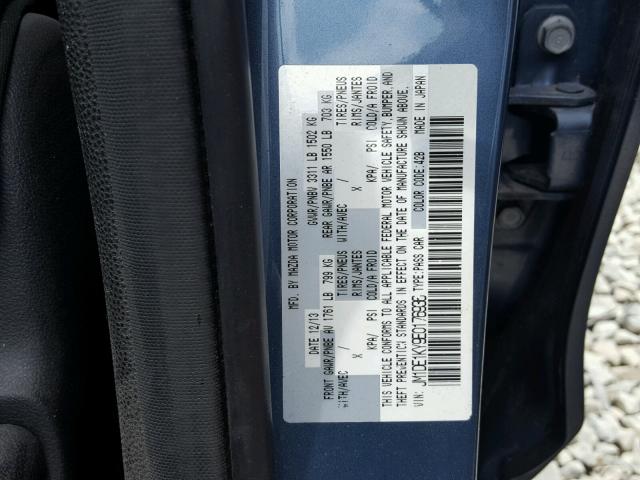 MFG. BY MAZDA MOTOR CORPORATION
DATE 12/13 GVWR/PNBV 3311 LB 1502 KG
FRONT GAWR/PNBE AV 1761 LB 799 KG REAR GAWR/PNBE AR 1550 LB 703 KG
WITH/AVEC TIRES/PNEUS WITH/AVEC TIRES/PNEUS
X RIMS/JANTES X RIMS/JANTES
KPA/ PSI COLD/A FROID KPA/ PSI COLD/A FROID
THIS VEHICLE CONFORMS TO ALL APPLICABLE FEDERAL MOTOR VEHICLE SAFETY, BUMPER, AND
THEFT PREVENTION STANDARDS IN EFFECT ON THE DATE OF MANUFACTURE SHOWN ABOVE.
VIN: TYPE:PASS CAR COLOR CODE:42B MADE IN JAPAN